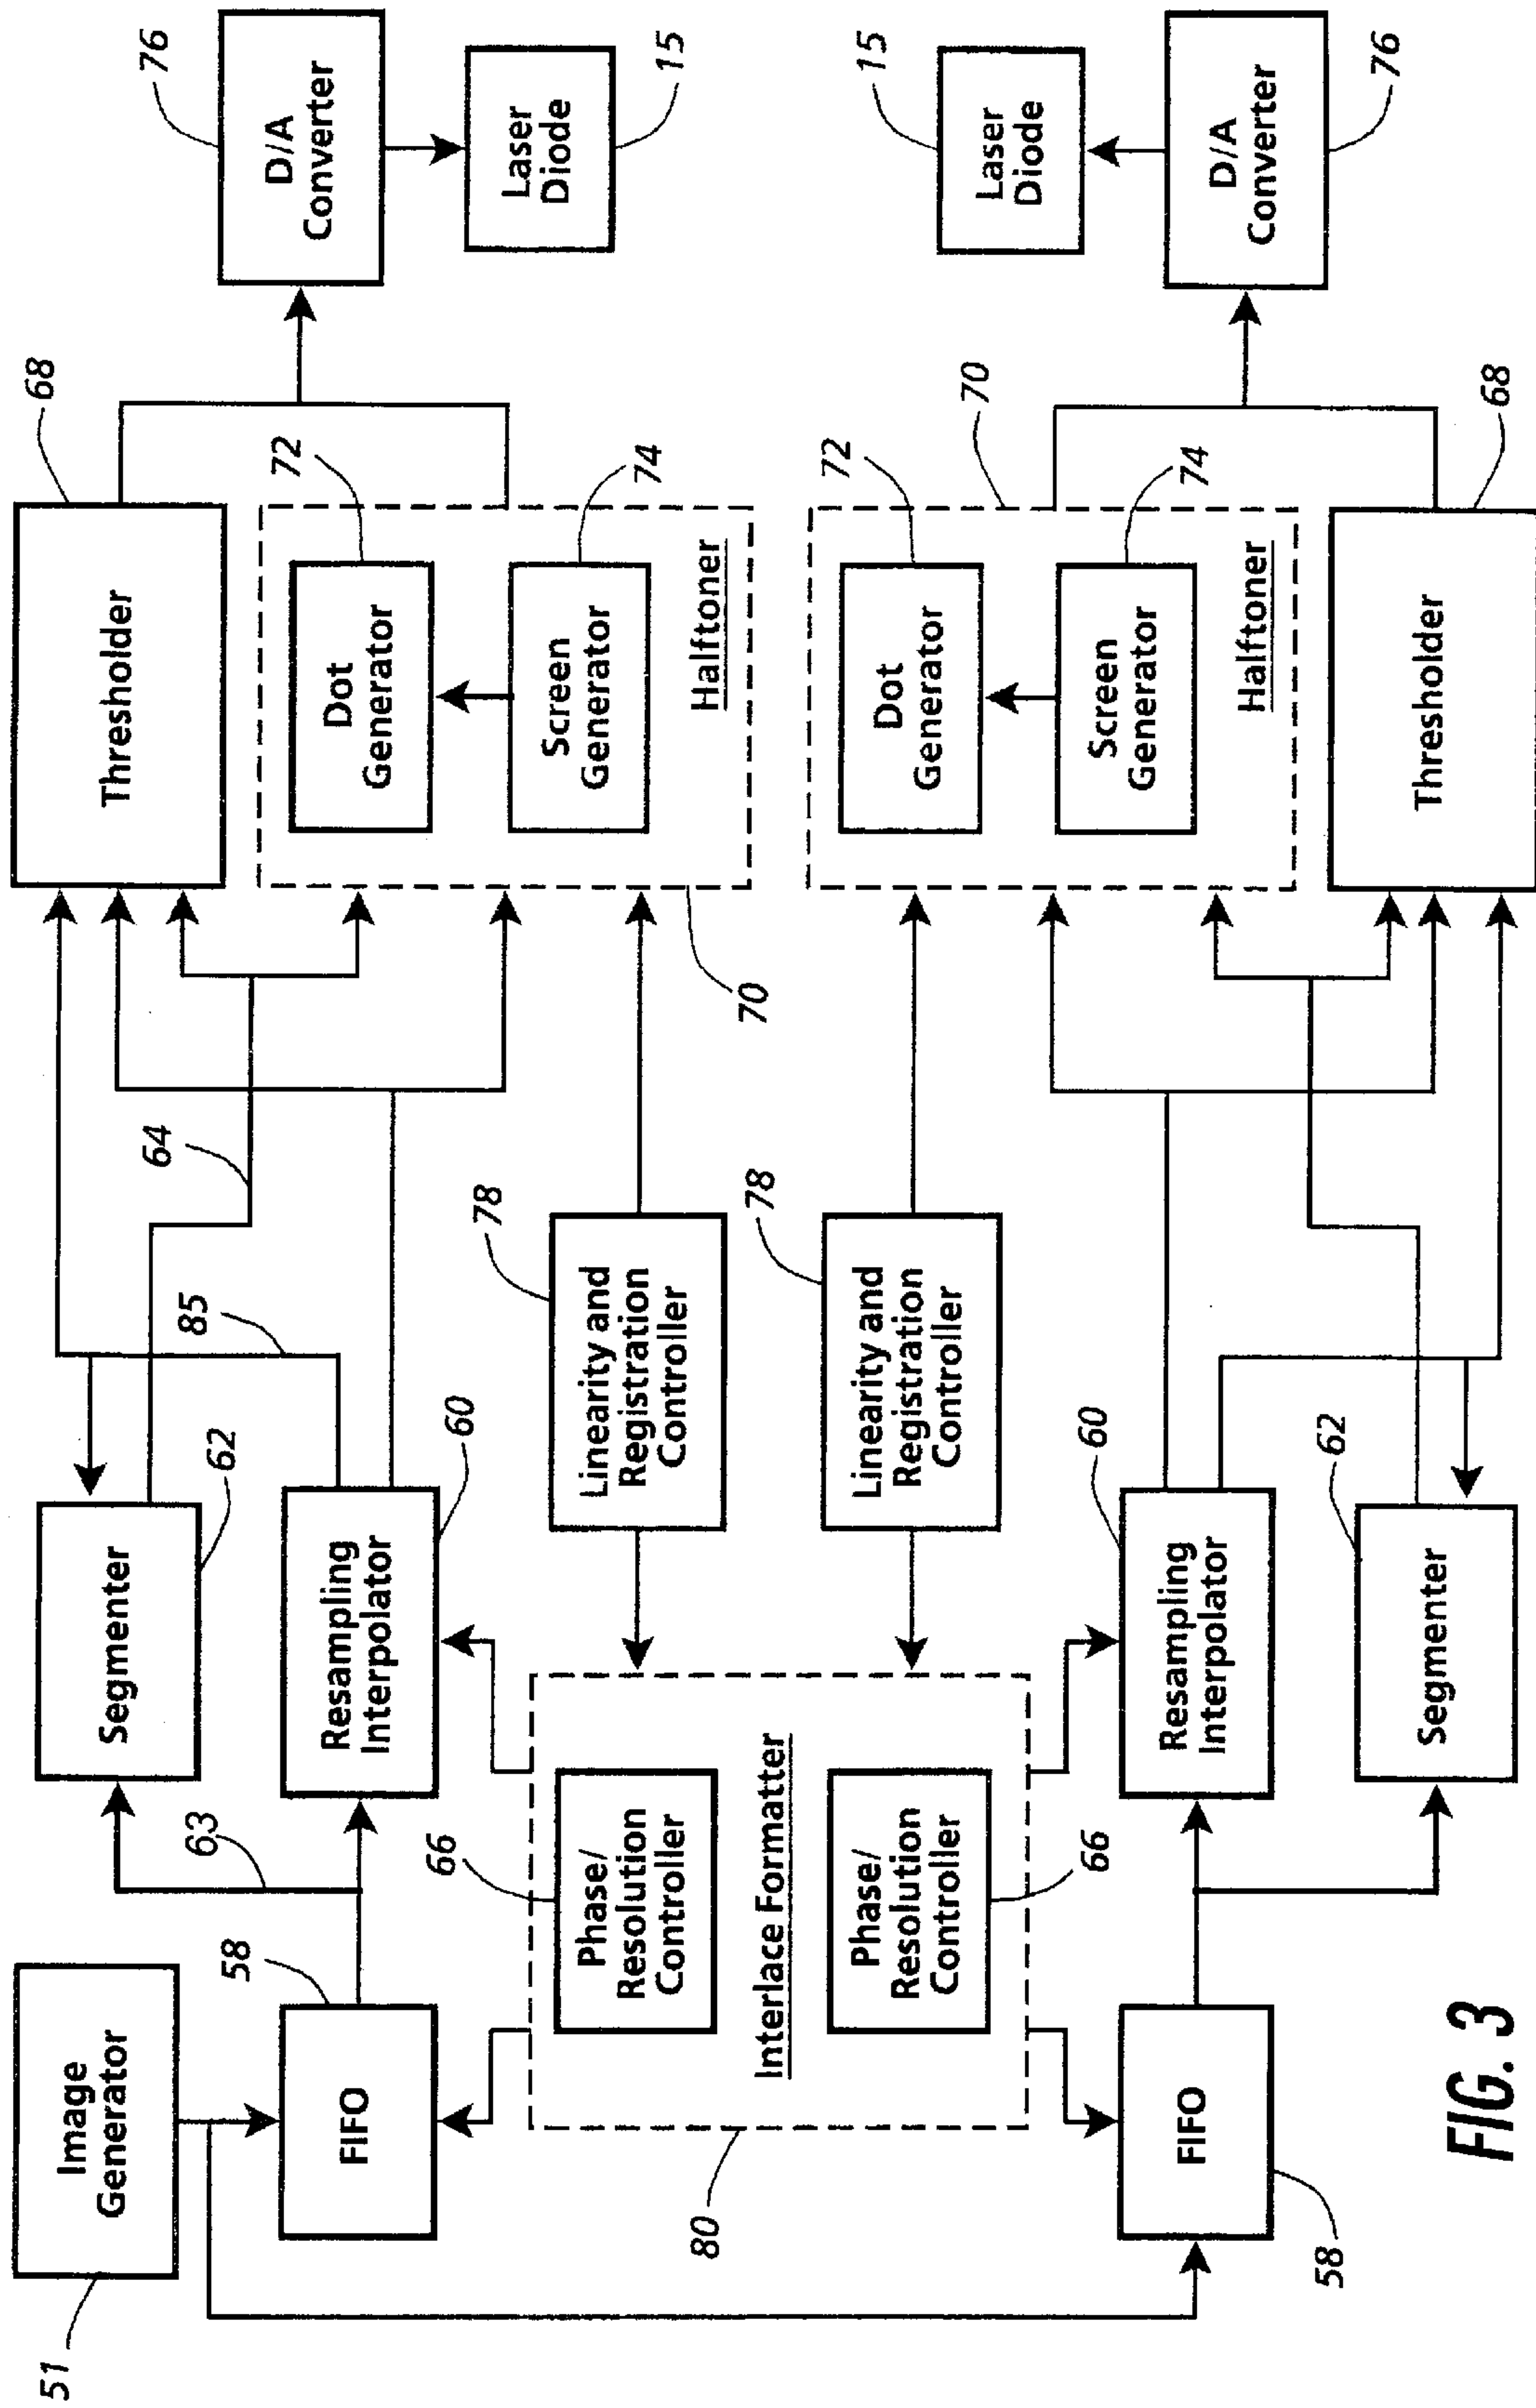 51
Image
Generator
58
FIFO
63
Segmenter
62
Resampling
Interpolator
60
85
64
Thresholder
68
72
Dot
Generator
Screen
Generator
74
Halftoner
70
76
D/A
Converter
Laser
Diode
15
78
Linearity and
Registration
Controller
66
Phase/
Resolution
Controller
Interlace Formatter
80
Phase/
Resolution
Controller
66
78
Linearity and
Registration
Controller
FIFO
58
60
Resampling
Interpolator
62
Segmenter
70
72
Dot
Generator
Screen
Generator
74
Halftoner
Thresholder
68
15
Laser
Diode
D/A
Converter
76
FIG. 3